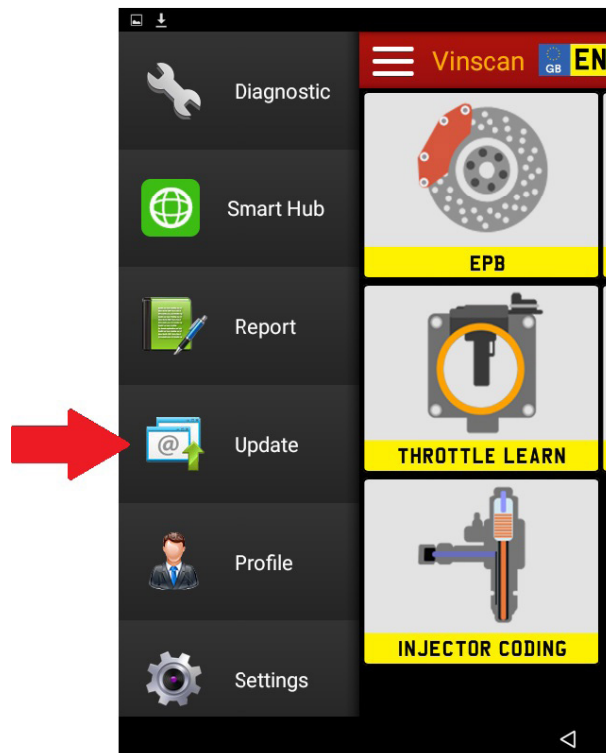 Diagnostic
Smart Hub
Report
@
Update
Profile
Settings
Vinscan
GB
EN
EPB
THROTTLE LEARN
INJECTOR CODING